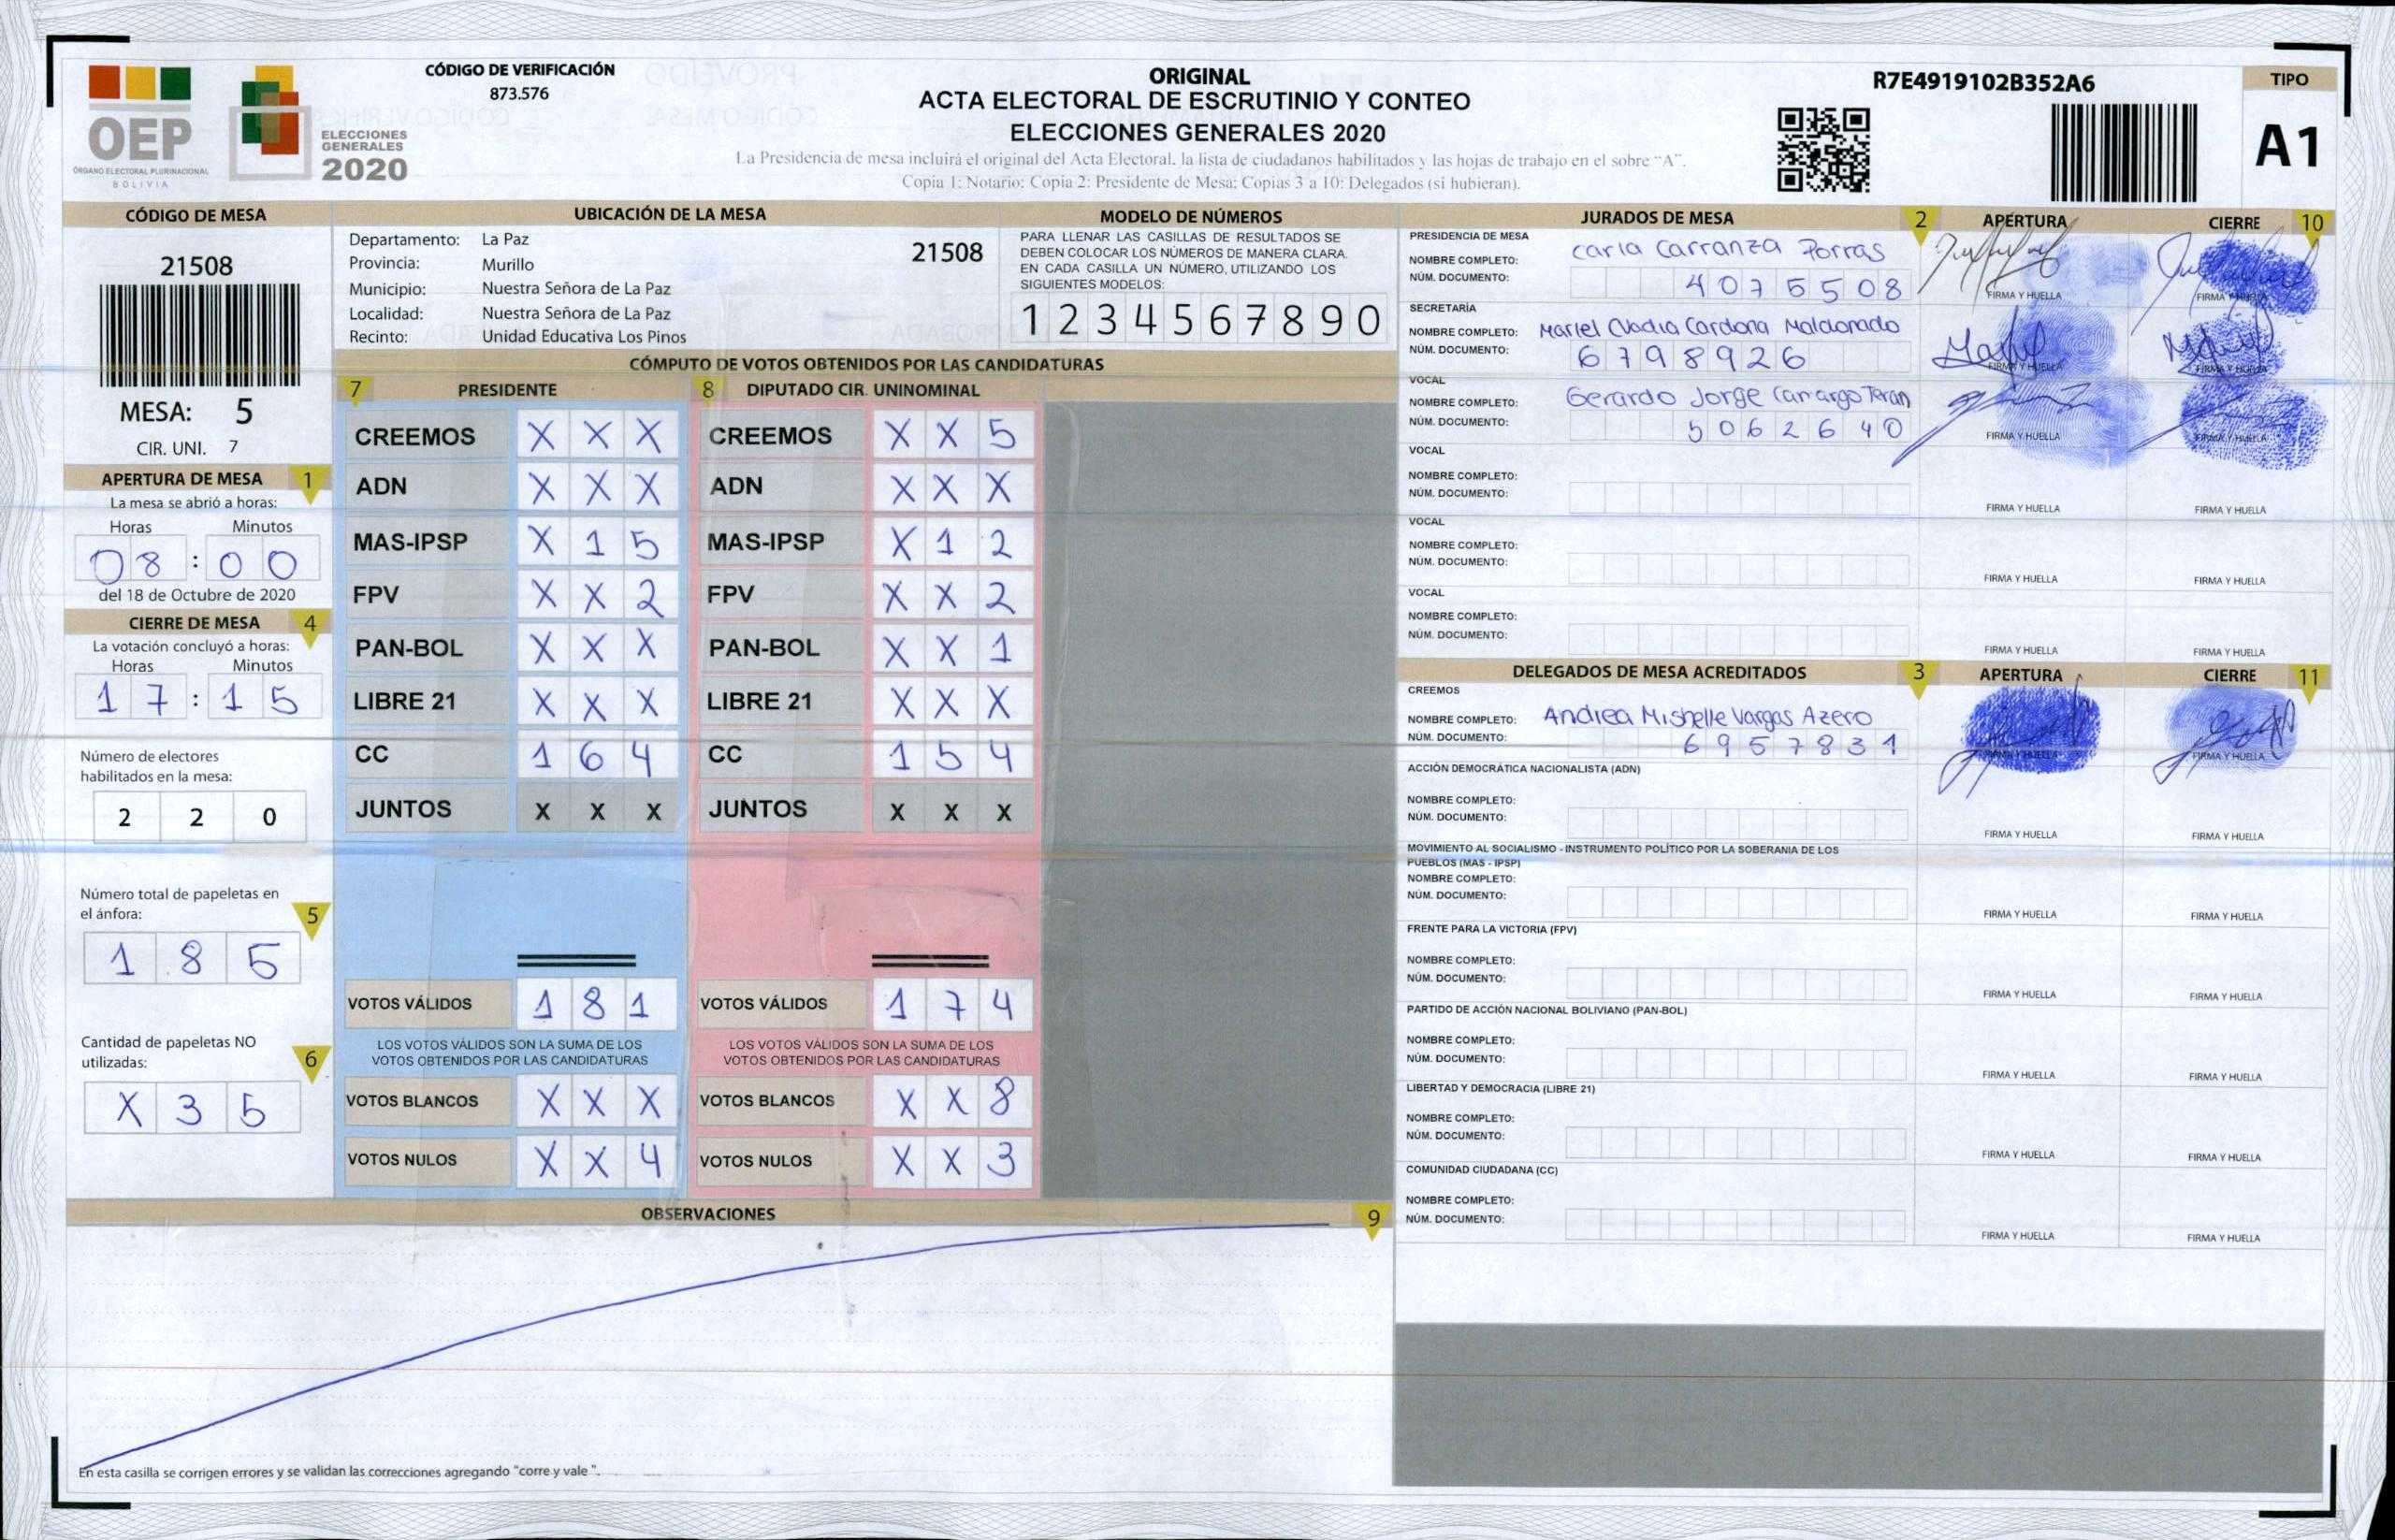 CÓDIGO DE VERIFICACIÓN
873.576
OEP
ÓRGANO ELECTORAL PLURINACIONAL
BOLIVIA
ELECCIONES
GENERALES
2020
ORIGINAL
ACTA ELECTORAL DE ESCRUTINIO Y CONTEO
ELECCIONES GENERALES 2020
La Presidencia de mesa incluirá el original del Acta Electoral, la lista de ciudadanos habilitados y las hojas de trabajo en el sobre "A".
Copia 1: Notario; Copia 2: Presidente de Mesa; Copias 3 a 10: Delegados (si hubieran).
R7E4919102B352A6
TIPO
A1
CÓDIGO DE MESA
21508
MESA: 5
CIR. UNI. 7
APERTURA DE MESA 1
La mesa se abrió a horas:
Horas Minutos
08:00
del 18 de Octubre de 2020
CIERRE DE MESA 4
La votación concluyó a horas:
Horas Minutos
17:15
Número de electores
habilitados en la mesa:
2 2 0
Número total de papeletas en
el ánfora:
5
1 8 5
Cantidad de papeletas NO
utilizadas:
6
X 3 5
UBICACIÓN DE LA MESA
Departamento: La Paz 21508
Provincia: Murillo
Municipio: Nuestra Señora de La Paz
Localidad: Nuestra Señora de La Paz
Recinto: Unidad Educativa Los Pinos
MODELO DE NÚMEROS
PARA LLENAR LAS CASILLAS DE RESULTADOS SE
DEBEN COLOCAR LOS NÚMEROS DE MANERA CLARA.
EN CADA CASILLA UN NÚMERO, UTILIZANDO LOS
SIGUIENTES MODELOS:
1 2 3 4 5 6 7 8 9 0
CÓMPUTO DE VOTOS OBTENIDOS POR LAS CANDIDATURAS
7 PRESIDENTE 8 DIPUTADO CIR. UNINOMINAL
CREEMOS X X X CREEMOS X X 5
ADN X X X ADN X X X
MAS-IPSP X 1 5 MAS-IPSP X 1 2
FPV X X 2 FPV X X 2
PAN-BOL X X X PAN-BOL X X 1
LIBRE 21 X X X LIBRE 21 X X X
CC 1 6 4 CC 1 5 4
JUNTOS X X X JUNTOS X X X
VOTOS VÁLIDOS 1 8 1 VOTOS VÁLIDOS 1 7 4
LOS VOTOS VÁLIDOS SON LA SUMA DE LOS LOS VOTOS VÁLIDOS SON LA SUMA DE LOS
VOTOS OBTENIDOS POR LAS CANDIDATURAS VOTOS OBTENIDOS POR LAS CANDIDATURAS
VOTOS BLANCOS X X X VOTOS BLANCOS X X 8
VOTOS NULOS X X 4 VOTOS NULOS X X 3
OBSERVACIONES 9
En esta casilla se corrigen errores y se validan las correcciones agregando "corre y vale ".
JURADOS DE MESA 2 APERTURA CIERRE 10
PRESIDENCIA DE MESA
NOMBRE COMPLETO: Carla Carranza Porras
NÚM. DOCUMENTO: 4075508
FIRMA Y HUELLA FIRMA Y HUELLA
SECRETARÍA
NOMBRE COMPLETO: Mariel Nadia Cardona Maldonado
NÚM. DOCUMENTO: 6798926
FIRMA Y HUELLA FIRMA Y HUELLA
VOCAL
NOMBRE COMPLETO: Gerardo Jorge Camargo Teran
NÚM. DOCUMENTO: 5062640
FIRMA Y HUELLA FIRMA Y HUELLA
VOCAL
NOMBRE COMPLETO:
NÚM. DOCUMENTO:
FIRMA Y HUELLA FIRMA Y HUELLA
VOCAL
NOMBRE COMPLETO:
NÚM. DOCUMENTO:
FIRMA Y HUELLA FIRMA Y HUELLA
VOCAL
NOMBRE COMPLETO:
NÚM. DOCUMENTO:
FIRMA Y HUELLA FIRMA Y HUELLA
DELEGADOS DE MESA ACREDITADOS 3 APERTURA CIERRE 11
CREEMOS
NOMBRE COMPLETO: Andrea Mishelle Vargas Azero
NÚM. DOCUMENTO: 6957831
FIRMA Y HUELLA FIRMA Y HUELLA
ACCIÓN DEMOCRÁTICA NACIONALISTA (ADN)
NOMBRE COMPLETO:
NÚM. DOCUMENTO:
FIRMA Y HUELLA FIRMA Y HUELLA
MOVIMIENTO AL SOCIALISMO - INSTRUMENTO POLÍTICO POR LA SOBERANIA DE LOS
PUEBLOS (MAS - IPSP)
NOMBRE COMPLETO:
NÚM. DOCUMENTO:
FIRMA Y HUELLA FIRMA Y HUELLA
FRENTE PARA LA VICTORIA (FPV)
NOMBRE COMPLETO:
NÚM. DOCUMENTO:
FIRMA Y HUELLA FIRMA Y HUELLA
PARTIDO DE ACCIÓN NACIONAL BOLIVIANO (PAN-BOL)
NOMBRE COMPLETO:
NÚM. DOCUMENTO:
FIRMA Y HUELLA FIRMA Y HUELLA
LIBERTAD Y DEMOCRACIA (LIBRE 21)
NOMBRE COMPLETO:
NÚM. DOCUMENTO:
FIRMA Y HUELLA FIRMA Y HUELLA
COMUNIDAD CIUDADANA (CC)
NOMBRE COMPLETO:
NÚM. DOCUMENTO:
FIRMA Y HUELLA FIRMA Y HUELLA